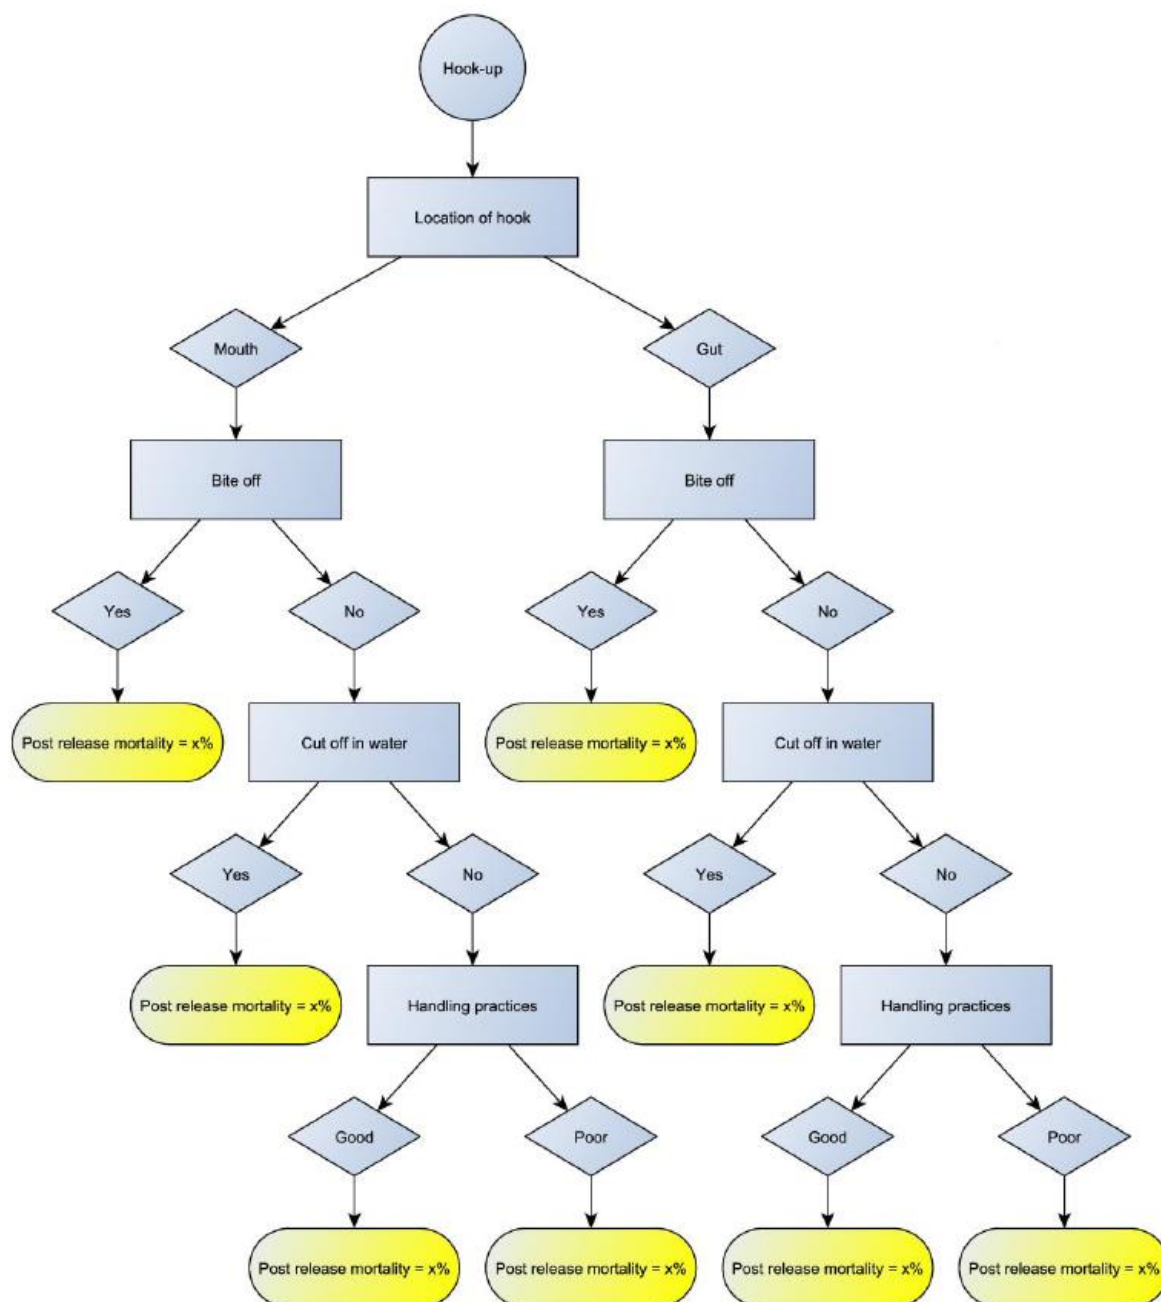 Hook-up
Location of hook
Mouth
Gut
Bite off
Bite off
Yes
No
Yes
No
Post release mortality = x%
Cut off in water
Post release mortality = x%
Cut off in water
Yes
No
Yes
No
Post release mortality = x%
Handling practices
Post release mortality = x%
Handling practices
Good
Poor
Good
Poor
Post release mortality = x%
Post release mortality = x%
Post release mortality = x%
Post release mortality = x%